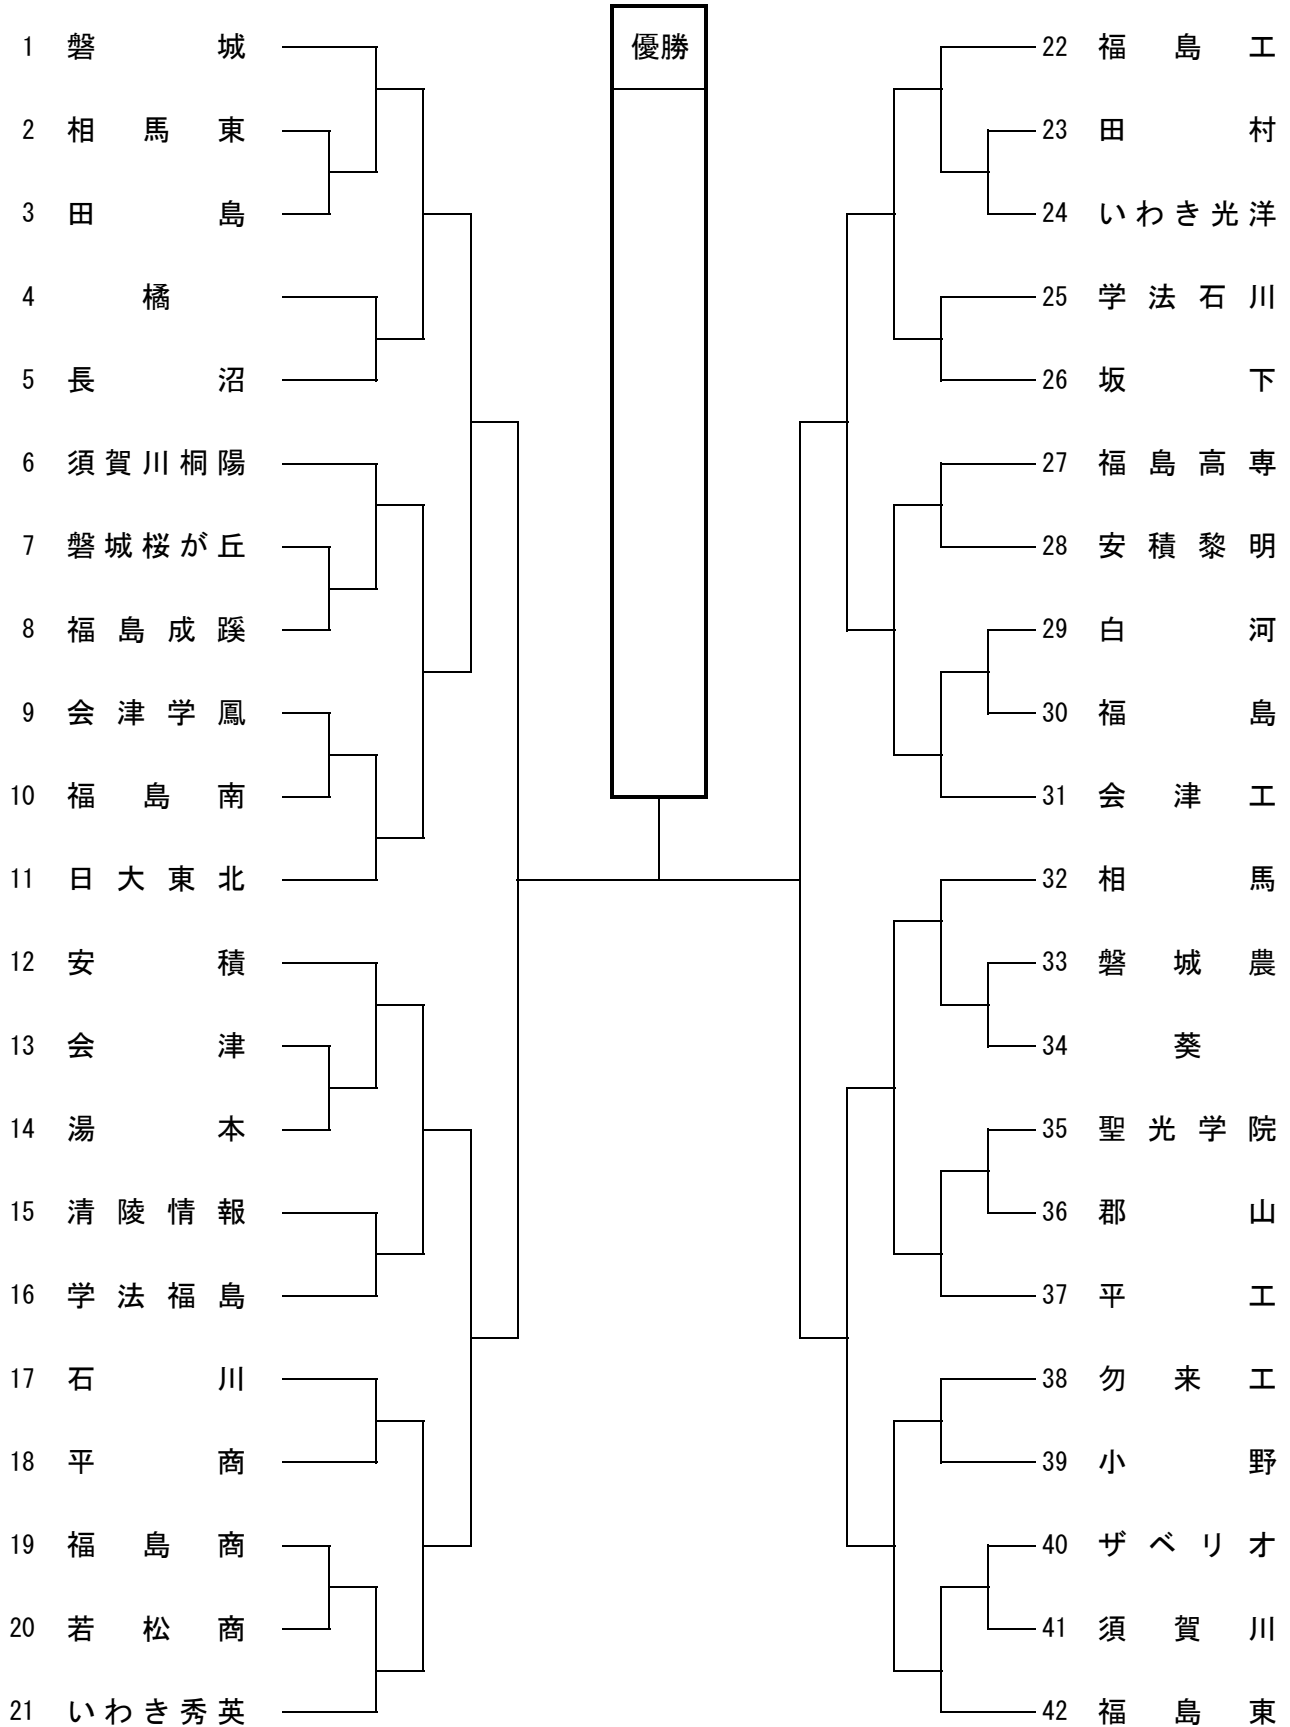 優勝
1 磐城
2 相馬東
3 田島
4 橘
5 長沼
6 須賀川桐陽
7 磐城桜が丘
8 福島成蹊
9 会津学鳳
10 福島南
11 日大東北
12 安積
13 会津
14 湯本
15 清陵情報
16 学法福島
17 石川
18 平商
19 福島商
20 若松商
21 いわき秀英
22 福島工
23 田村
24 いわき光洋
25 学法石川
26 坂下
27 福島高専
28 安積黎明
29 白河
30 福島
31 会津工
32 相馬
33 磐城農
34 葵
35 聖光学院
36 郡山
37 平工
38 勿来工
39 小野
40 ザベリオ
41 須賀川
42 福島東